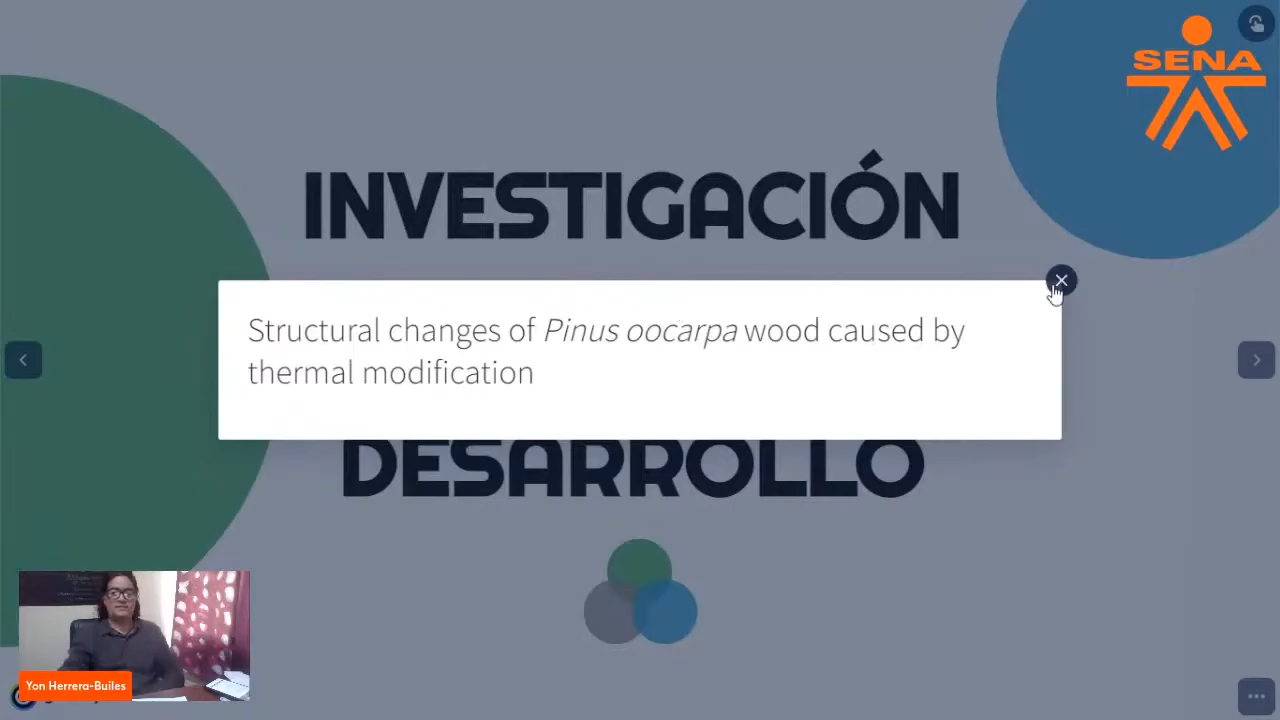 SENA
INVESTIGACIÓN
Structural changes of Pinus oocarpa wood caused by
thermal modification
DESARROLLO
Yon Herrera-Builes